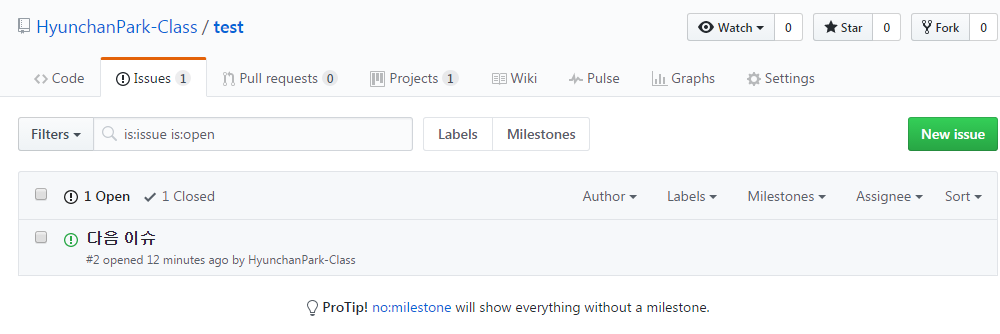 HyunchanPark-Class / test
Watch 0 Star 0 Fork 0
Code Issues 1 Pull requests 0 Projects 1 Wiki Pulse Graphs Settings
Filters is:issue is:open Labels Milestones New issue
1 Open 1 Closed Author Labels Milestones Assignee Sort
다음 이슈
#2 opened 12 minutes ago by HyunchanPark-Class
ProTip! no:milestone will show everything without a milestone.